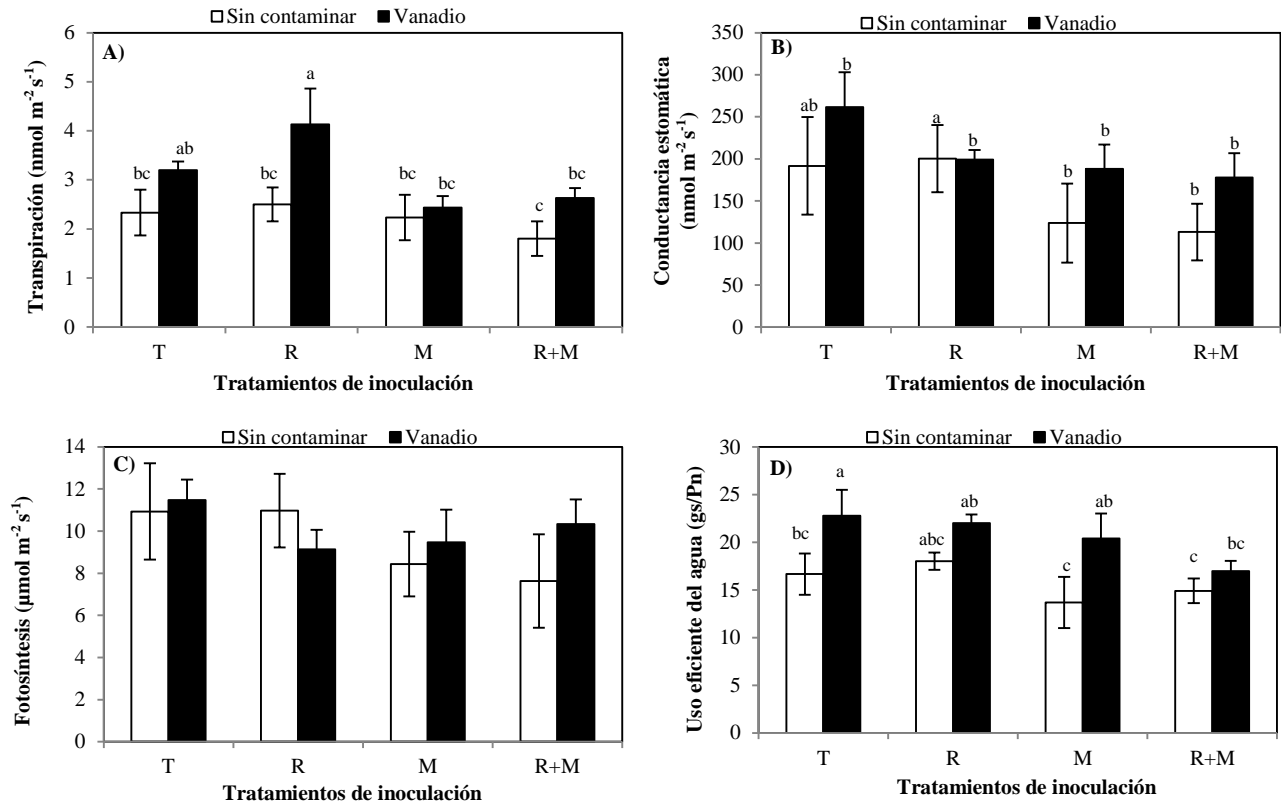 Sin contaminar Vanadio
A)
Transpiración (nmol m⁻² s⁻¹)
6
5
4
3
2
1
0
bc ab bc a bc bc c bc
T R M R+M
Tratamientos de inoculación
Sin contaminar Vanadio
B)
Conductancia estomática
(nmol m⁻² s⁻¹)
350
300
250
200
150
100
50
0
ab b a b b b b b
T R M R+M
Tratamientos de inoculación
Sin contaminar Vanadio
C)
Fotosíntesis (µmol m⁻² s⁻¹)
14
12
10
8
6
4
2
0
T R M R+M
Tratamientos de inoculación
Sin contaminar Vanadio
D)
Uso eficiente del agua (gs/Pn)
30
25
20
15
10
5
0
bc a abc ab c ab c bc
T R M R+M
Tratamientos de inoculación